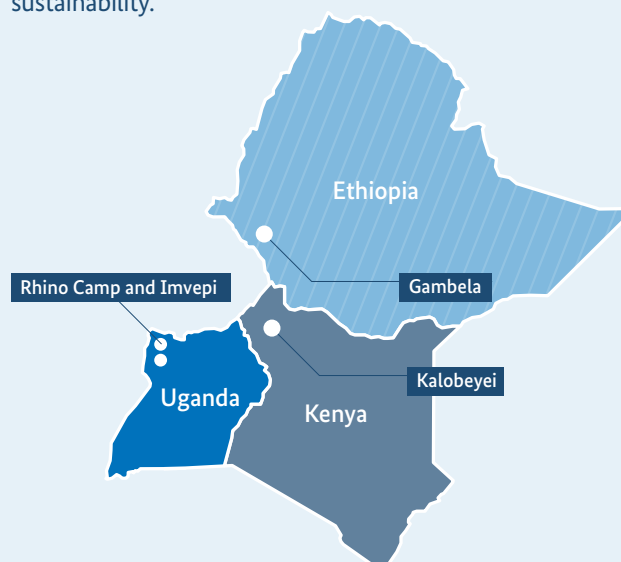 sustainability.
Ethiopia
Rhino Camp and Imvepi
Gambela
Kalobeyei
Uganda
Kenya